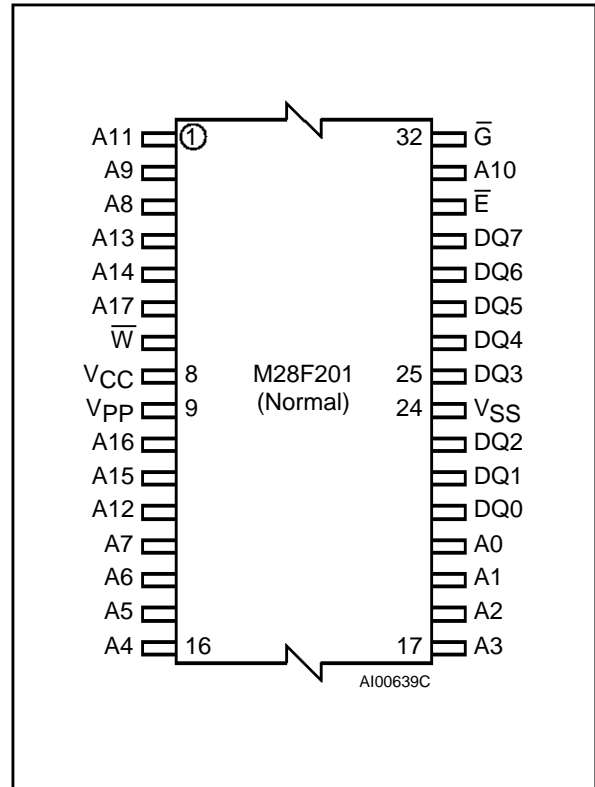 A11 1 32 G̅
A9 A10
A8 E̅
A13 DQ7
A14 DQ6
A17 DQ5
W̅ DQ4
VCC 8 M28F201 25 DQ3
VPP 9 (Normal) 24 VSS
A16 DQ2
A15 DQ1
A12 DQ0
A7 A0
A6 A1
A5 A2
A4 16 17 A3
AI00639C